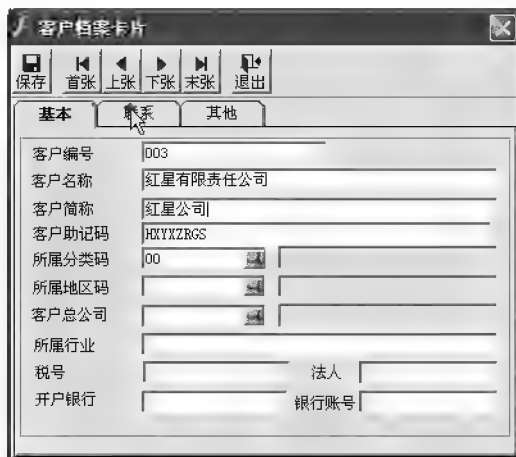 客户档案卡片
保存 首张 上张 下张 末张 退出
基本 联系 其他
客户编号 003
客户名称 红星有限责任公司
客户简称 红星公司
客户助记码 HXYXZRGS
所属分类码 00
所属地区码
客户总公司
所属行业
税号 法人
开户银行 银行账号